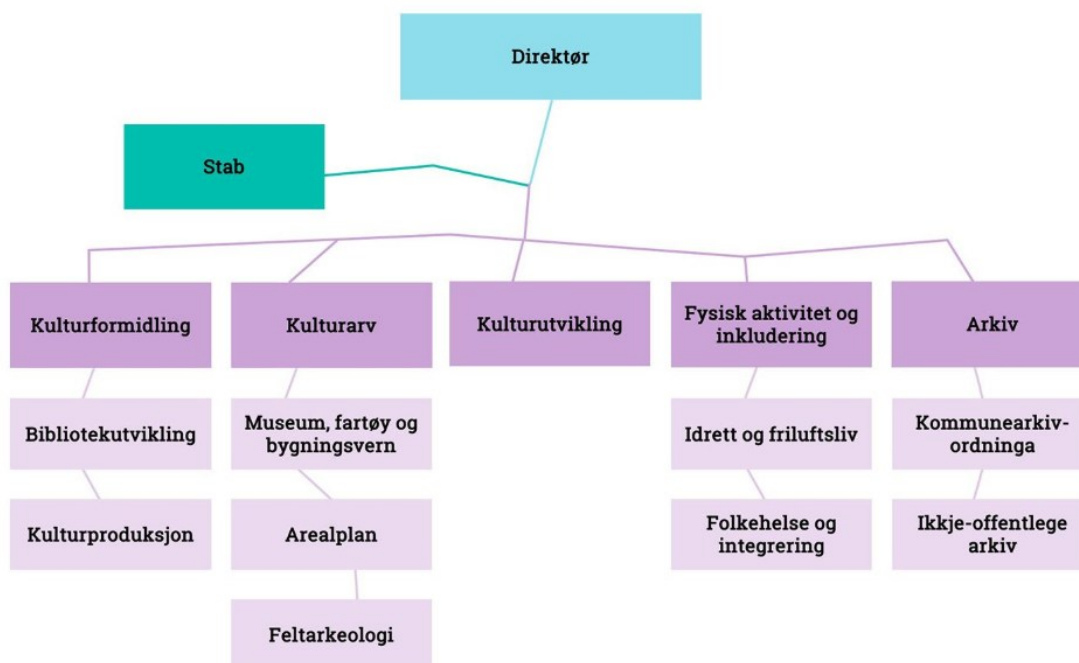 Direktør
Stab
Kulturformidling
Kulturarv
Kulturutvikling
Fysisk aktivitet og
inkludering
Arkiv
Bibliotekutvikling
Museum, fartøy og
bygningsvern
Idrett og friluftsliv
Kommunearkiv-
ordninga
Kulturproduksjon
Arealplan
Folkehelse og
integrering
Ikkje-offentlege
arkiv
Feltarkeologi